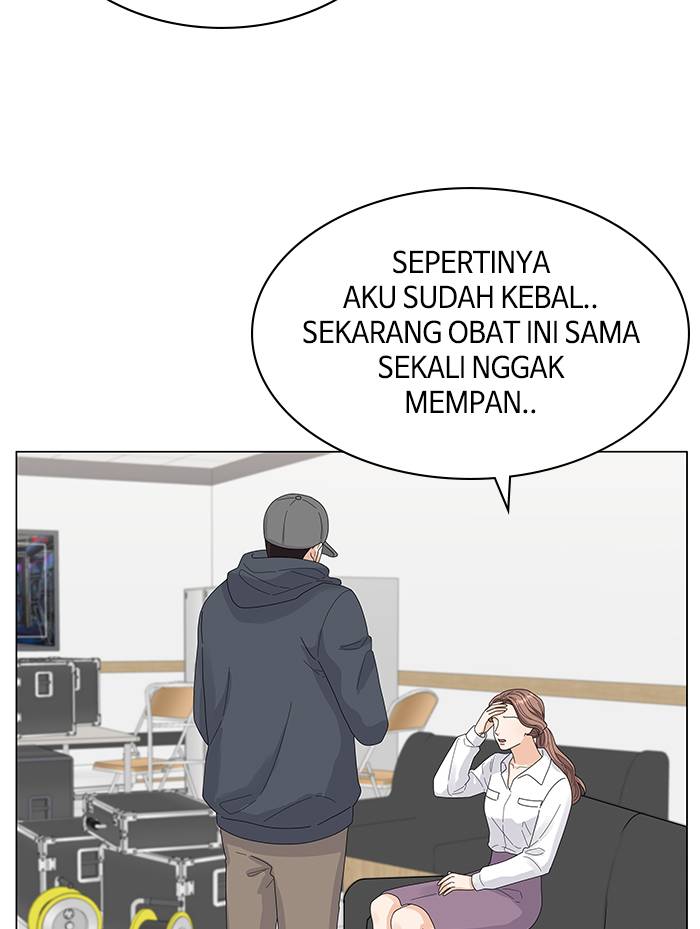 SEPERTINYA
AKU SUDAH KEBAL..
SEKARANG OBAT INI SAMA
SEKALI NGGAK
MEMPAN..